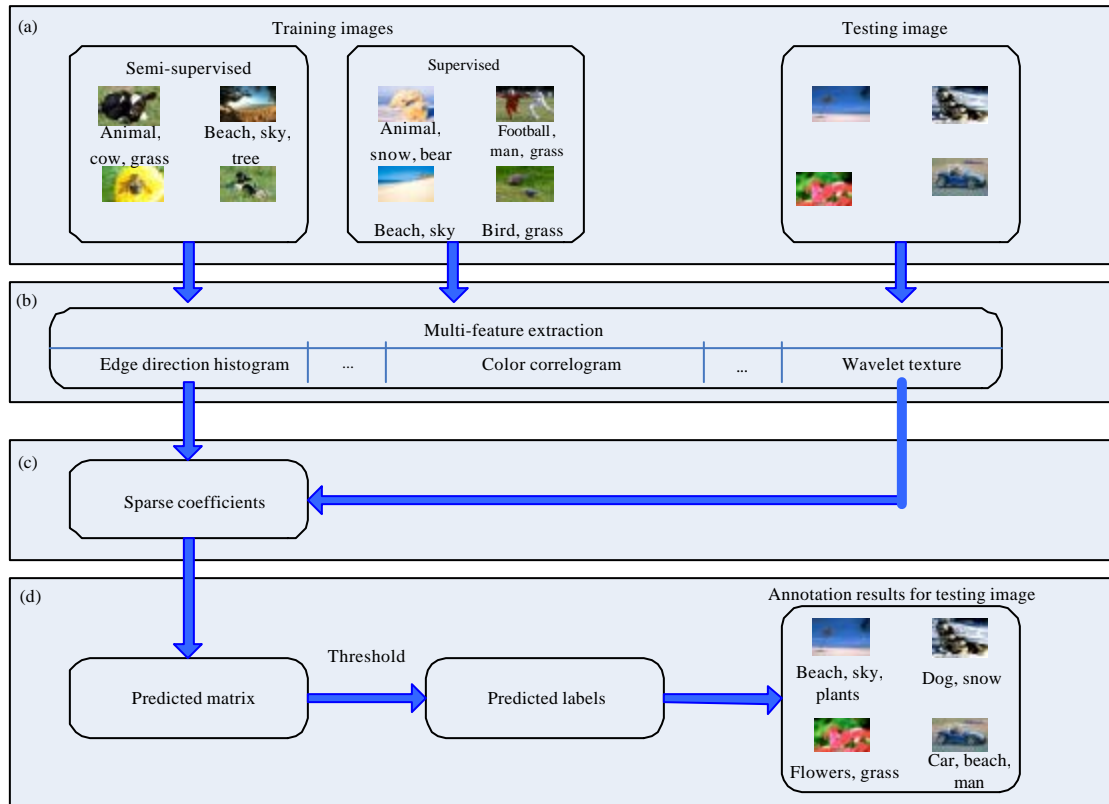 (a)
Training images
Testing image
Semi-supervised
Animal,
cow, grass
Beach, sky,
tree
Supervised
Animal,
snow, bear
Football,
man, grass
Beach, sky
Bird, grass
(b)
Multi-feature extraction
Edge direction histogram
...
Color correlogram
...
Wavelet texture
(c)
Sparse coefficients
(d)
Predicted matrix
Threshold
Predicted labels
Annotation results for testing image
Beach, sky,
plants
Dog, snow
Flowers, grass
Car, beach,
man